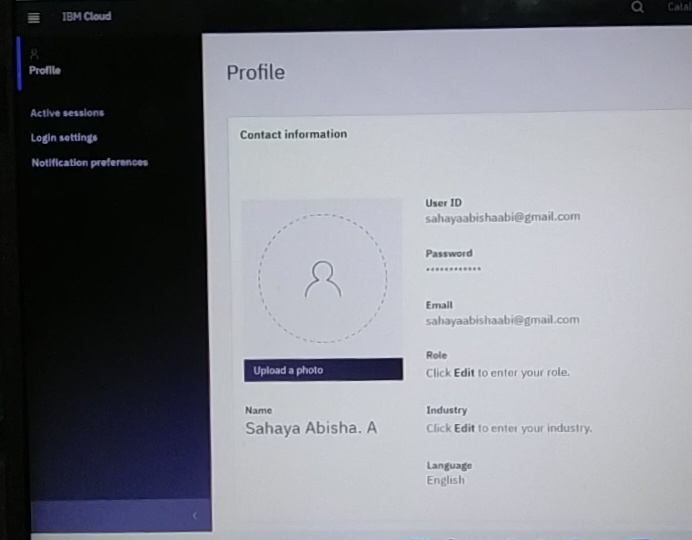 IBM Cloud
Profile
Active sessions
Login settings
Notification preferences
Profile
Contact information
User ID
sahayaabishaabi@gmail.com
Password
************
Email
sahayaabishaabi@gmail.com
Role
Click Edit to enter your role.
Upload a photo
Name
Sahaya Abisha. A
Industry
Click Edit to enter your industry.
Language
English